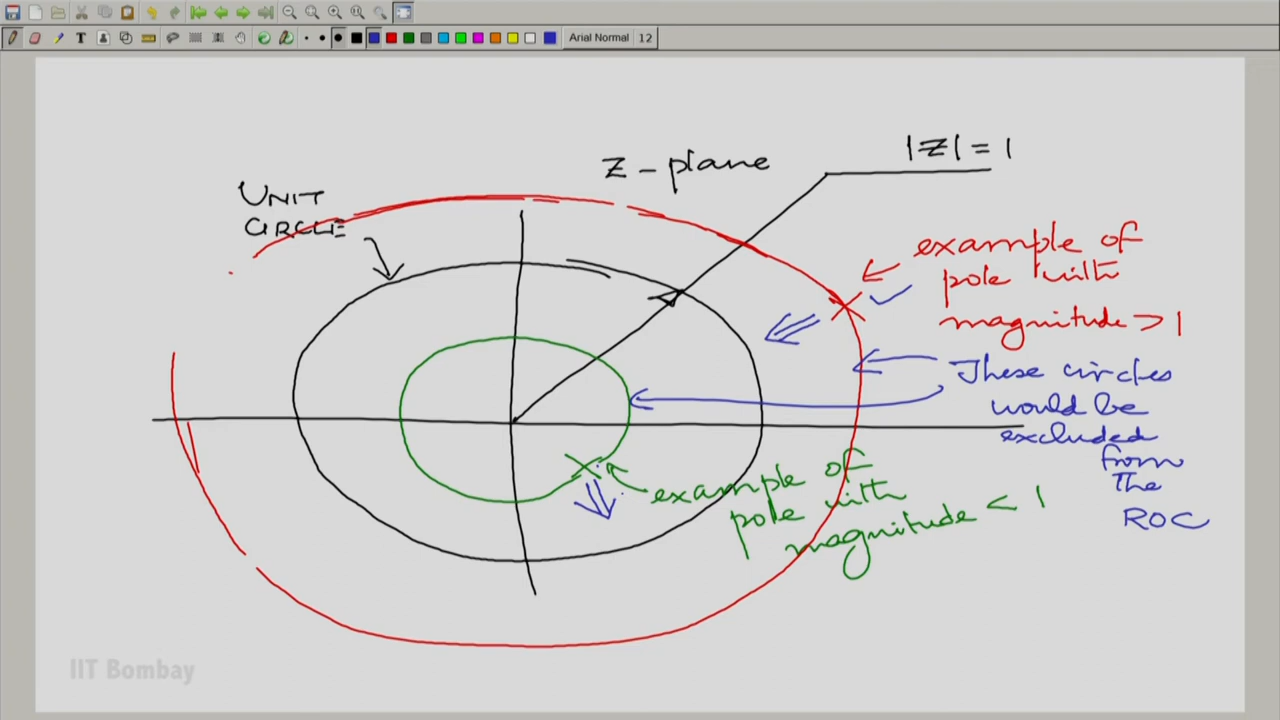 Arial Normal 12
Z - plane
|Z| = 1
UNIT
CIRCLE
example of
pole with
magnitude > 1
These circles
would be
excluded
from
The
ROC
example of
pole with
magnitude < 1
IIT Bombay